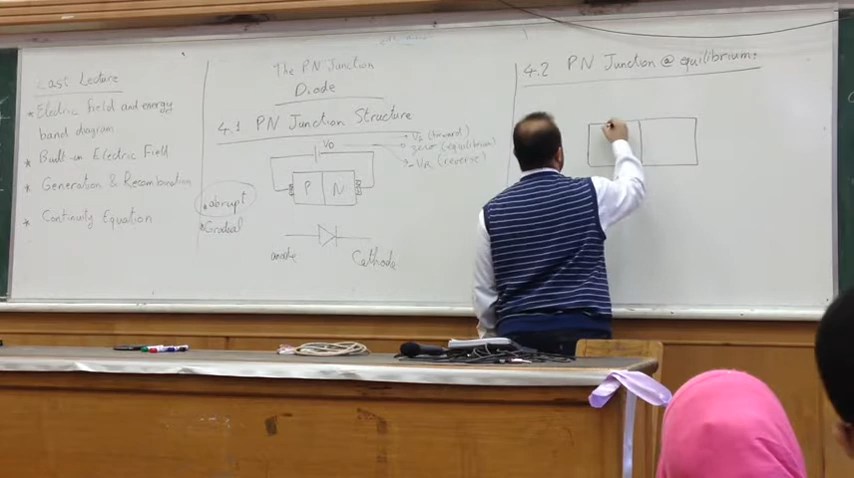 Last Lecture
* Electric Field and energy
band diagram
* Built in Electric Field
* Generation & Recombination
* Continuity Equation
The PN Junction
Diode
4.1 PN Junction Structure
VD
VF (forward)
zero (equilibrium)
-VR (reverse)
P N
* abrupt
* Gradual
anode Cathode
4.2 PN Junction @ equilibrium: